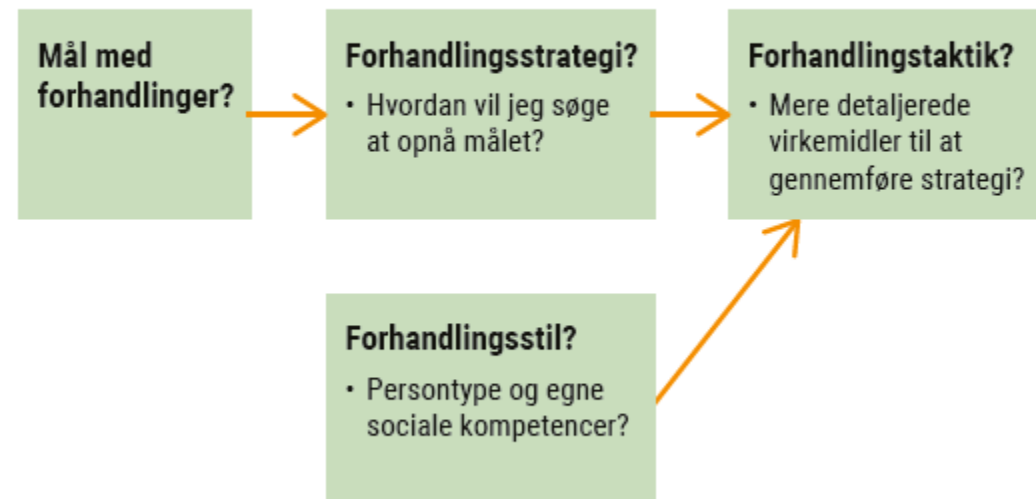 Mål med
forhandlinger?
Forhandlingsstrategi?
• Hvordan vil jeg søge
at opnå målet?
Forhandlingstaktik?
• Mere detaljerede
virkemidler til at
gennemføre strategi?
Forhandlingsstil?
• Persontype og egne
sociale kompetencer?